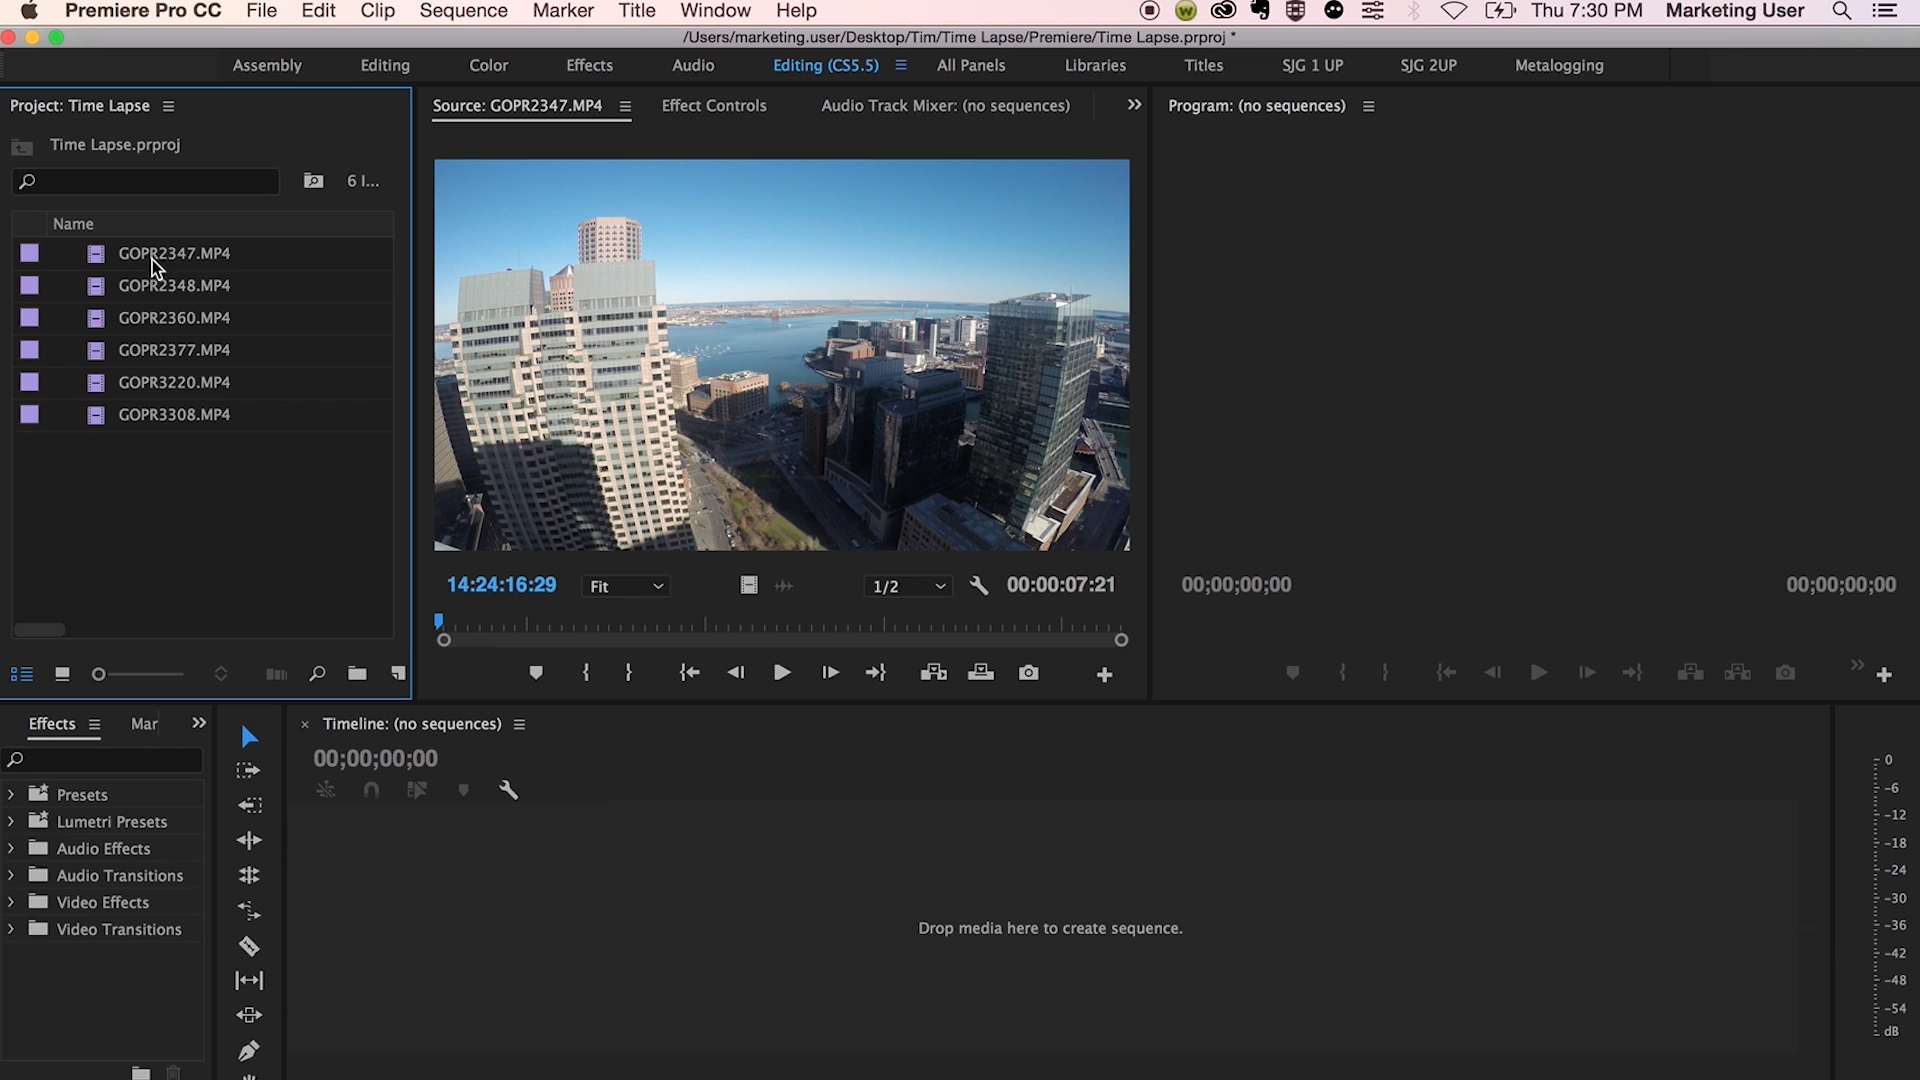 Premiere Pro CC File Edit Clip Sequence Marker Title Window Help Thu 7:30 PM Marketing User
/Users/marketing.user/Desktop/Tim/Time Lapse/Premiere/Time Lapse.prproj *
Assembly Editing Color Effects Audio Editing (CS5.5) All Panels Libraries Titles SJG 1 UP SJG 2UP Metalogging
Project: Time Lapse
Time Lapse.prproj
6 I...
Name
GOPR2347.MP4
GOPR2348.MP4
GOPR2360.MP4
GOPR2377.MP4
GOPR3220.MP4
GOPR3308.MP4
Source: GOPR2347.MP4 Effect Controls Audio Track Mixer: (no sequences)
14:24:16:29 Fit 1/2 00:00:07:21
Program: (no sequences)
00;00;00;00 00;00;00;00
Effects Mar
Presets
Lumetri Presets
Audio Effects
Audio Transitions
Video Effects
Video Transitions
Timeline: (no sequences)
00;00;00;00
Drop media here to create sequence.
0
-6
-12
-18
-24
-30
-36
-42
-48
-54
dB